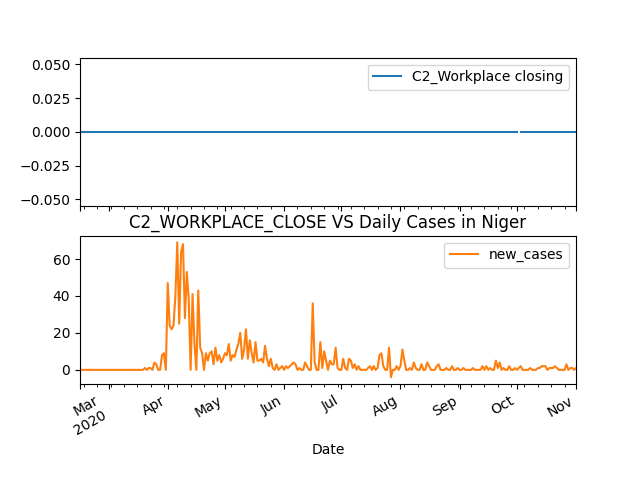 0.050
0.025
0.000
−0.025
−0.050
C2_Workplace closing
C2_WORKPLACE_CLOSE VS Daily Cases in Niger
60
40
20
0
new_cases
Mar
2020
Apr
May
Jun
Jul
Aug
Sep
Oct
Nov
Date